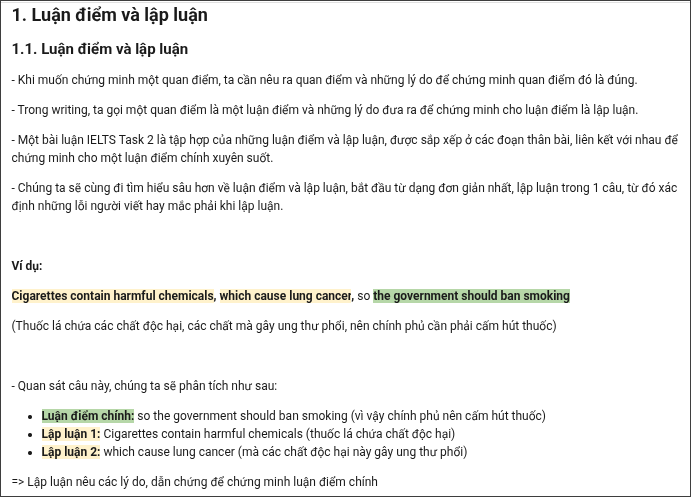 1. Luận điểm và lập luận
1.1. Luận điểm và lập luận
- Khi muốn chứng minh một quan điểm, ta cần nêu ra quan điểm và những lý do để chứng minh quan điểm đó là đúng.
- Trong writing, ta gọi một quan điểm là một luận điểm và những lý do đưa ra để chứng minh cho luận điểm là lập luận.
- Một bài luận IELTS Task 2 là tập hợp của những luận điểm và lập luận, được sắp xếp ở các đoạn thân bài, liên kết với nhau để
chứng minh cho một luận điểm chính xuyên suốt.
- Chúng ta sẽ cùng đi tìm hiểu sâu hơn về luận điểm và lập luận, bắt đầu từ dạng đơn giản nhất, lập luận trong 1 câu, từ đó xác
định những lỗi người viết hay mắc phải khi lập luận.
Ví dụ:
Cigarettes contain harmful chemicals, which cause lung cancer, so the government should ban smoking
(Thuốc lá chứa các chất độc hại, các chất mà gây ung thư phổi, nên chính phủ cần phải cấm hút thuốc)
- Quan sát câu này, chúng ta sẽ phân tích như sau:
• Luận điểm chính: so the government should ban smoking (vì vậy chính phủ nên cấm hút thuốc)
• Lập luận 1: Cigarettes contain harmful chemicals (thuốc lá chứa chất độc hại)
• Lập luận 2: which cause lung cancer (mà các chất độc hại này gây ung thư phổi)
=> Lập luận nêu các lý do, dẫn chứng để chứng minh luận điểm chính